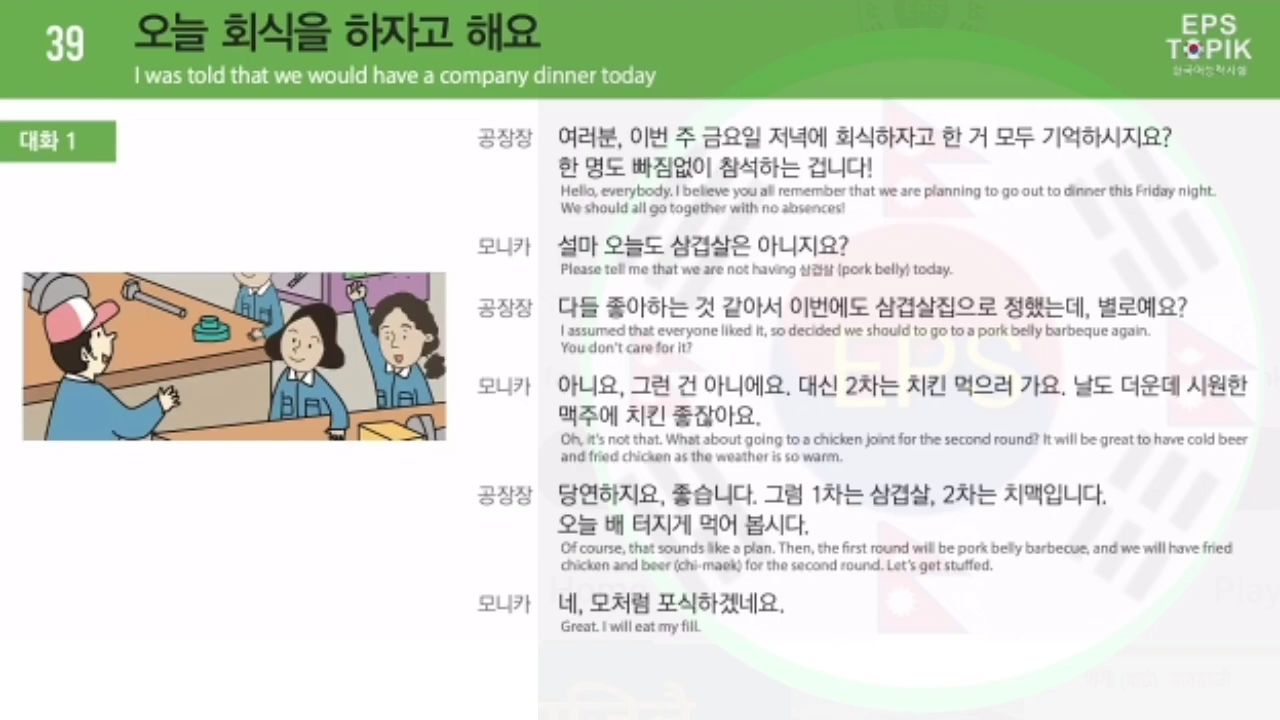 39
오늘 회식을 하자고 해요
I was told that we would have a company dinner today
EPS
TOPIK
한국어능력시험
대화 1
공장장
여러분, 이번 주 금요일 저녁에 회식하자고 한 거 모두 기억하시지요?
한 명도 빠짐없이 참석하는 겁니다!
Hello, everybody. I believe you all remember that we are planning to go out to dinner this Friday night.
We should all go together with no absences!
모니카
설마 오늘도 삼겹살은 아니지요?
Please tell me that we are not having 삼겹살 (pork belly) today.
공장장
다들 좋아하는 것 같아서 이번에도 삼겹살집으로 정했는데, 별로예요?
I assumed that everyone liked it, so decided we should to go to a pork belly barbeque again.
You don't care for it?
모니카
아니요, 그런 건 아니에요. 대신 2차는 치킨 먹으러 가요. 날도 더운데 시원한
맥주에 치킨 좋잖아요.
Oh, it's not that. What about going to a chicken joint for the second round? It will be great to have cold beer
and fried chicken as the weather is so warm.
공장장
당연하지요, 좋습니다. 그럼 1차는 삼겹살, 2차는 치맥입니다.
오늘 배 터지게 먹어 봅시다.
Of course, that sounds like a plan. Then, the first round will be pork belly barbecue, and we will have fried
chicken and beer (chi-maek) for the second round. Let's get stuffed.
모니카
네, 모처럼 포식하겠네요.
Great. I will eat my fill.
EPS
Home
Play